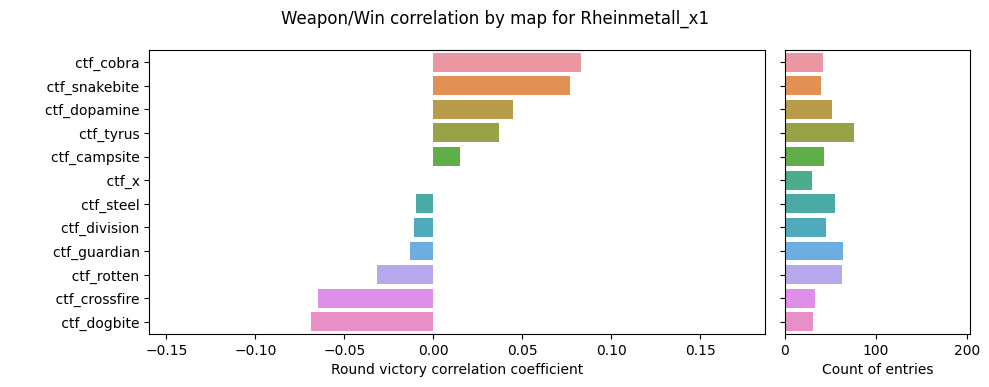 Weapon/Win correlation by map for Rheinmetall_x1
ctf_cobra
ctf_snakebite
ctf_dopamine
ctf_tyrus
ctf_campsite
ctf_x
ctf_steel
ctf_division
ctf_guardian
ctf_rotten
ctf_crossfire
ctf_dogbite
−0.15 −0.10 −0.05 0.00 0.05 0.10 0.15
Round victory correlation coefficient
0 100 200
Count of entries